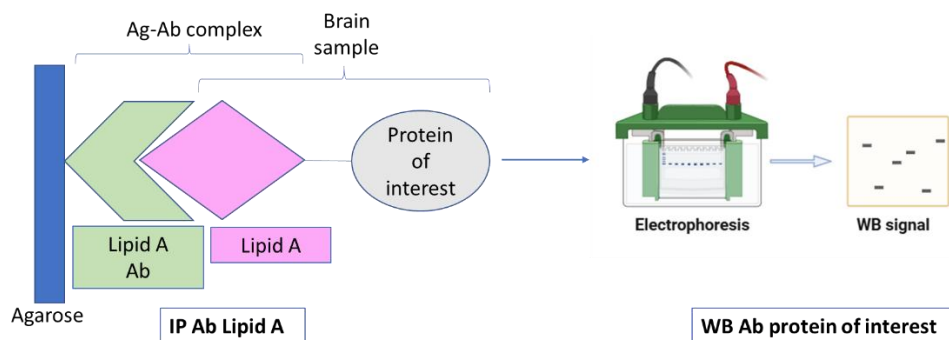 Ag-Ab complex
Brain
sample
Protein
of
interest
Lipid A
Ab
Lipid A
Agarose
IP Ab Lipid A
Electrophoresis
WB signal
WB Ab protein of interest